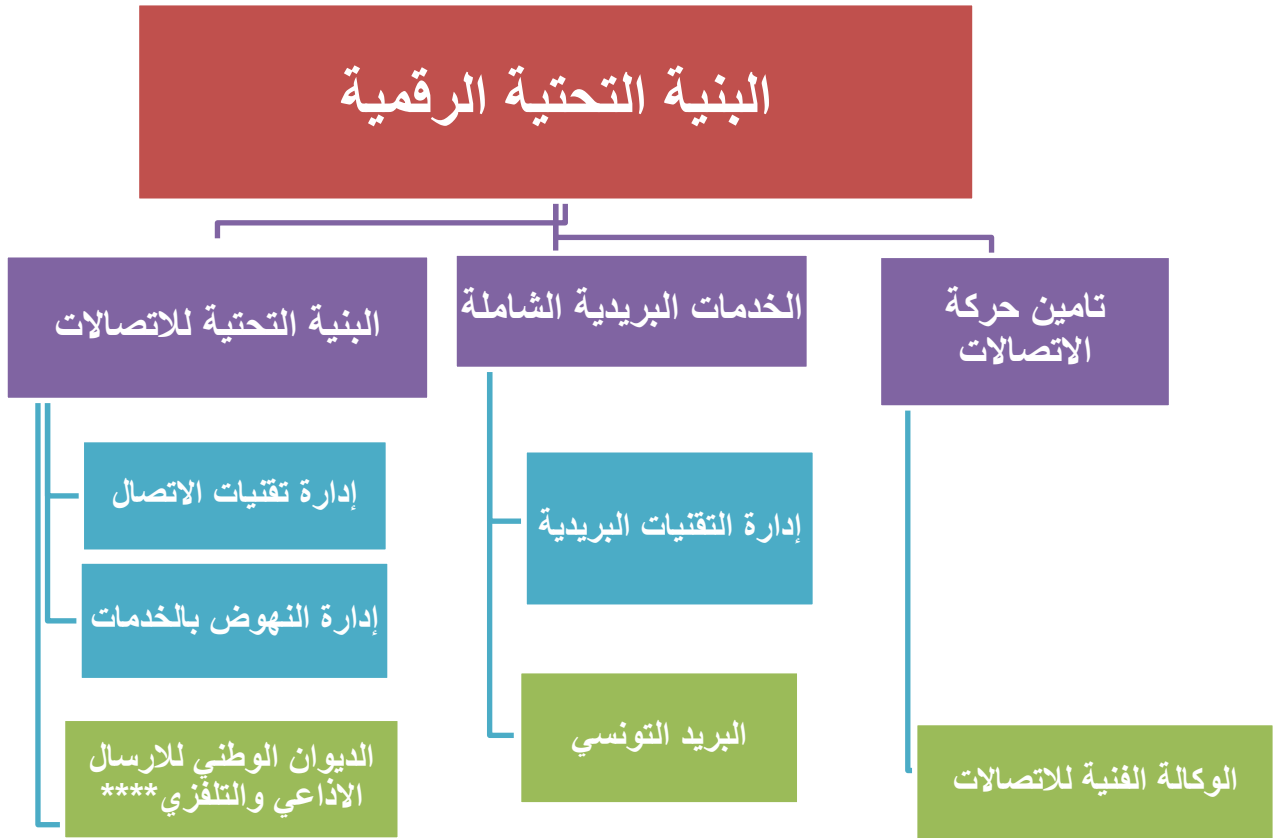 البنية التحتية الرقمية
تامين حركة
الاتصالات
الخدمات البريدية الشاملة
البنية التحتية للاتصالات
إدارة التقنيات البريدية
إدارة تقنيات الاتصال
إدارة النهوض بالخدمات
الوكالة الفنية للاتصالات
البريد التونسي
الديوان الوطني للارسال
الاذاعي والتلفزي****